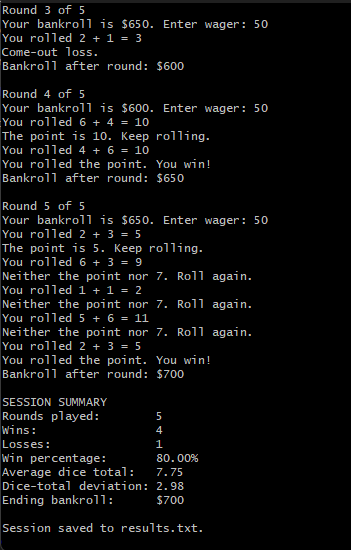 Round 3 of 5
Your bankroll is $650. Enter wager: 50
You rolled 2 + 1 = 3
Come-out loss.
Bankroll after round: $600
Round 4 of 5
Your bankroll is $600. Enter wager: 50
You rolled 6 + 4 = 10
The point is 10. Keep rolling.
You rolled 4 + 6 = 10
You rolled the point. You win!
Bankroll after round: $650
Round 5 of 5
Your bankroll is $650. Enter wager: 50
You rolled 2 + 3 = 5
The point is 5. Keep rolling.
You rolled 6 + 3 = 9
Neither the point nor 7. Roll again.
You rolled 1 + 1 = 2
Neither the point nor 7. Roll again.
You rolled 5 + 6 = 11
Neither the point nor 7. Roll again.
You rolled 2 + 3 = 5
You rolled the point. You win!
Bankroll after round: $700
SESSION SUMMARY
Rounds played: 5
Wins: 4
Losses: 1
Win percentage: 80.00%
Average dice total: 7.75
Dice-total deviation: 2.98
Ending bankroll: $700
Session saved to results.txt.